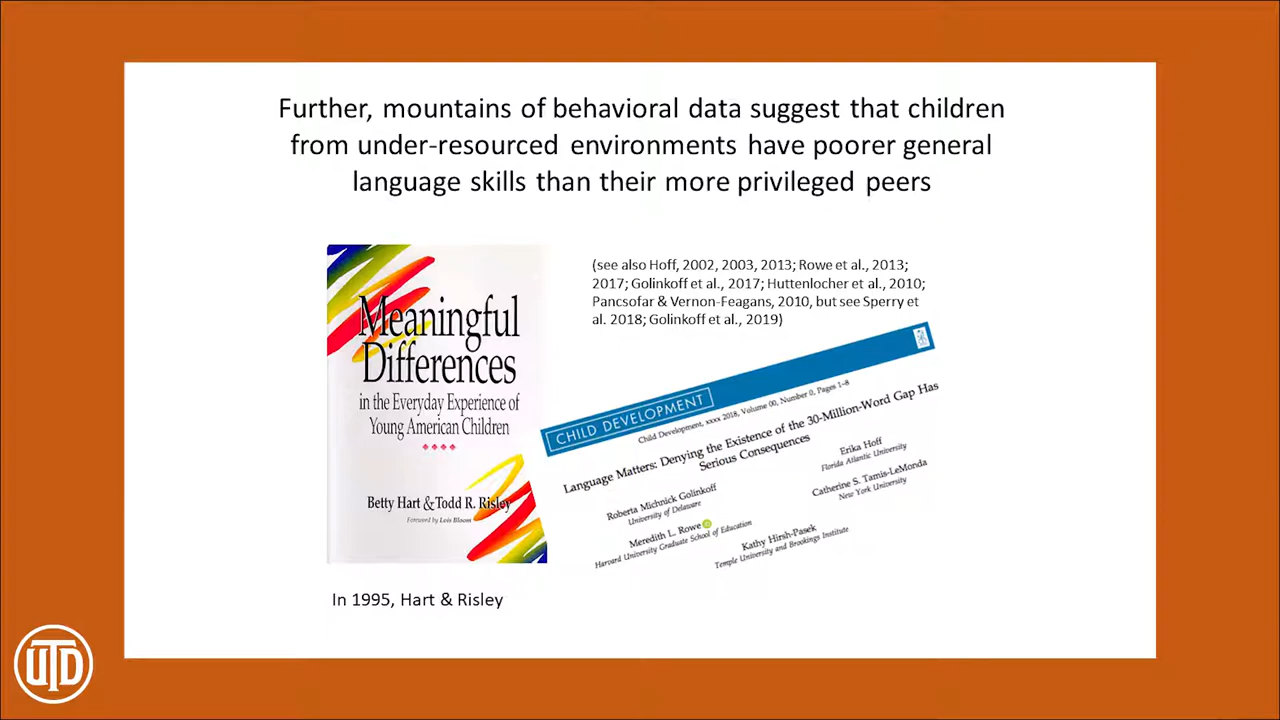 Further, mountains of behavioral data suggest that children
from under-resourced environments have poorer general
language skills than their more privileged peers
Meaningful
Differences
in the Everyday Experience of
Young American Children
Betty Hart & Todd R. Risley
Foreword by Lois Bloom
In 1995, Hart & Risley
(see also Hoff, 2002, 2003, 2013; Rowe et al., 2013;
2017; Golinkoff et al., 2017; Huttenlocher et al., 2010;
Pancsofar & Vernon-Feagans, 2010, but see Sperry et
al. 2018; Golinkoff et al., 2019)
CHILD DEVELOPMENT
Child Development, xxxx 2018, Volume 00, Number 0, Pages 1–8
Language Matters: Denying the Existence of the 30-Million-Word Gap Has
Serious Consequences
Roberta Michnick Golinkoff
University of Delaware
Erika Hoff
Florida Atlantic University
Meredith L. Rowe
Harvard University Graduate School of Education
Catherine S. Tamis-LeMonda
New York University
Kathy Hirsh-Pasek
Temple University and Brookings Institute
UTD